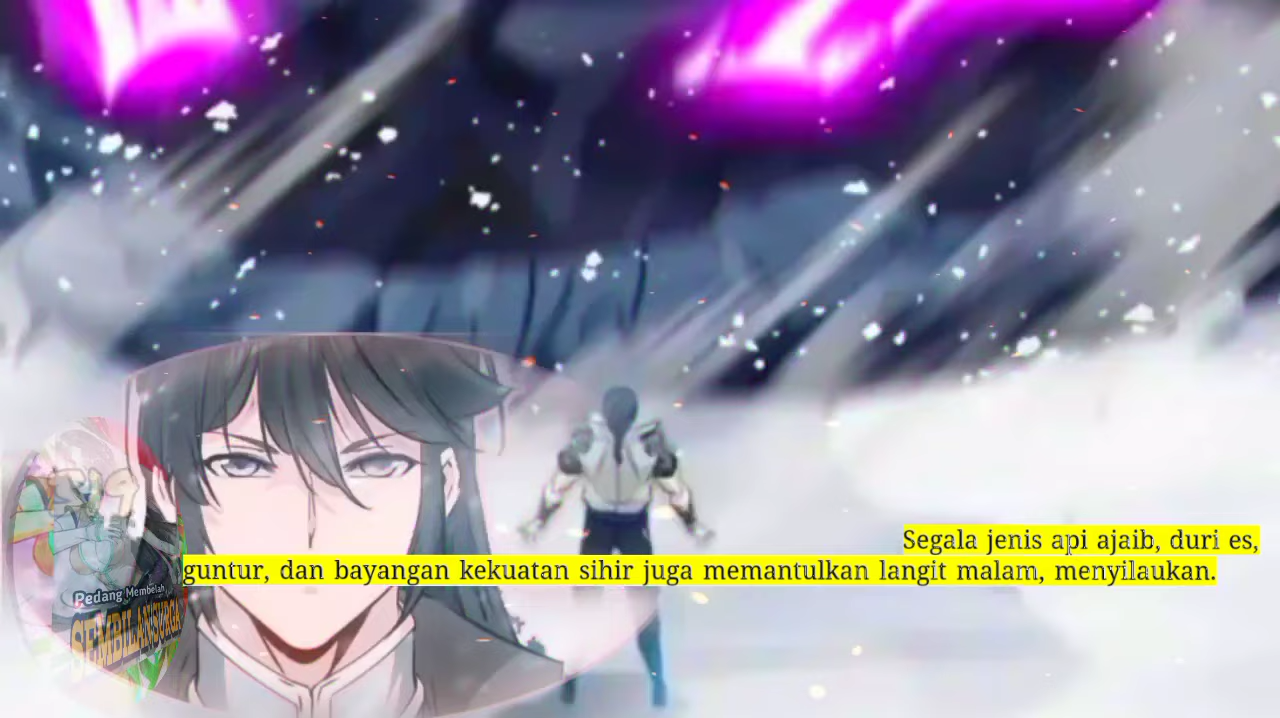 Segala jenis api ajaib, duri es,
guntur, dan bayangan kekuatan sihir juga memantulkan langit malam, menyilaukan.
Pedang Membelah
SEMBILAN SURGA